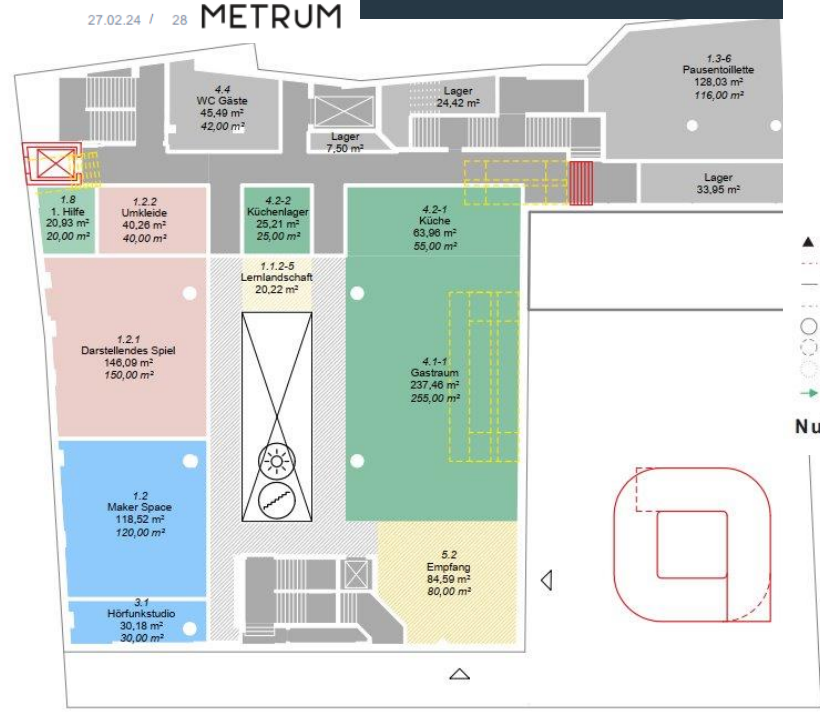 27.02.24 / 28 METRUM
1.3-6
Pausentoillette
128,03 m²
116,00 m²
4.4
WC Gäste
45,49 m²
42,00 m²
Lager
24,42 m²
Lager
7,50 m²
Lager
33,95 m²
1.8
1. Hilfe
20,93 m²
20,00 m²
1.2.2
Umkleide
40,26 m²
40,00 m²
4.2-2
Küchenlager
25,21 m²
25,00 m²
4.2-1
Küche
63,96 m²
55,00 m²
1.1.2-5
Lernlandschaft
20,22 m²
1.2.1
Darstellendes Spiel
146,09 m²
150,00 m²
4.1-1
Gastraum
237,46 m²
255,00 m²
Nu
1.2
Maker Space
118,52 m²
120,00 m²
5.2
Empfang
84,59 m²
80,00 m²
3.1
Hörfunkstudio
30,18 m²
30,00 m²